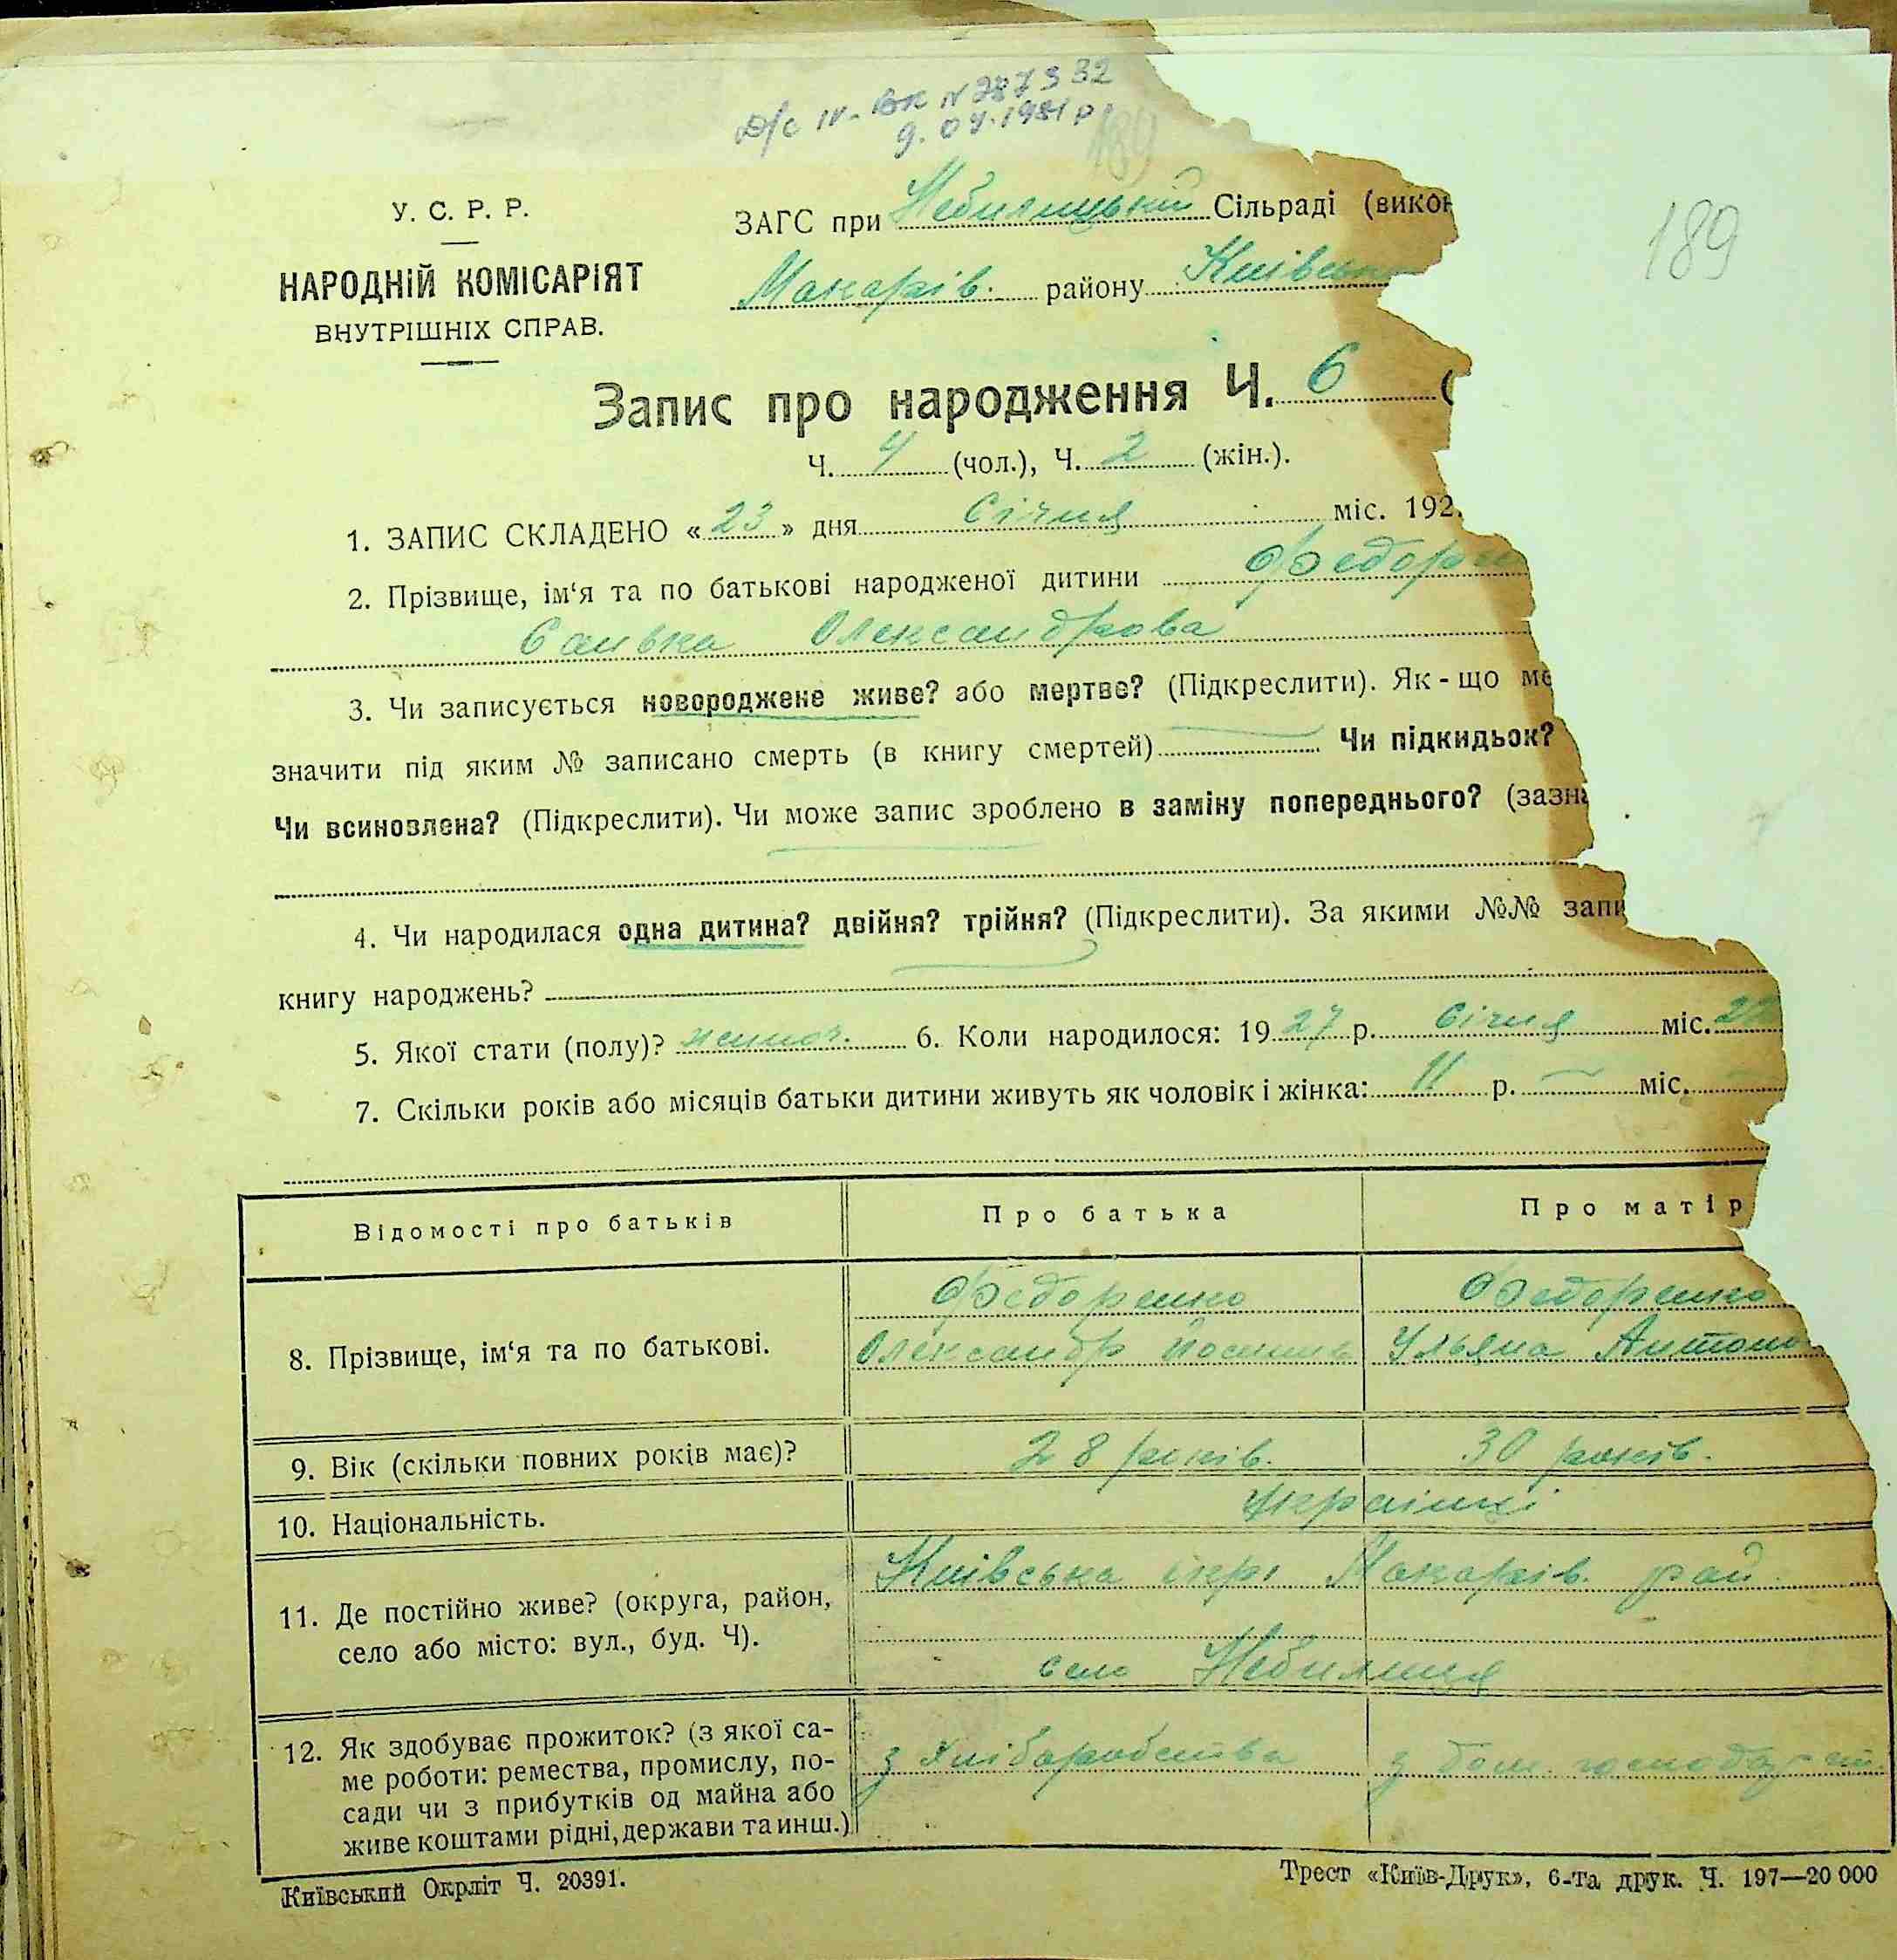 Д/с IV-БК N 287332
9.04.1981 р.
189
У. С. Р. Р.
НАРОДНІЙ КОМІСАРІЯТ
ВНУТРІШНІХ СПРАВ.
ЗАГС при Небилицькій Сільраді (викон
Макарів. району Київсько
189
Запис про народження Ч. 6 (
Ч. 4 (чол.), Ч. 2 (жін.).
1. ЗАПИС СКЛАДЕНО «23» дня Січня міс. 192
2. Прізвище, ім‘я та по батькові народженої дитини Федорен
Олександрова
3. Чи записується новороджене живе? або мертве? (Підкреслити). Як-що ме
значити під яким № записано смерть (в книгу смертей) Чи підкидьок?
Чи всиновлена? (Підкреслити). Чи може запис зроблено в заміну попереднього? (зазна
4. Чи народилася одна дитина? двійня? трійня? (Підкреслити). За якими №№ запи
книгу народжень?
5. Якої стати (полу)? жіноч. 6. Коли народилося: 1927 р. Січня міс.
7. Скільки років або місяців батьки дитини живуть як чоловік і жінка: 11 р. — міс.
Відомості про батьків Про батька Про матір
8. Прізвище, ім‘я та по батькові.
Федоренко Федоренко
Олександр Йосипів Ульяна Антоно
9. Вік (скільки повних років має)? 28 років. 30 років.
10. Національність. Українці
11. Де постійно живе? (округа, район,
село або місто: вул., буд. Ч).
Київська окр. Макарів. рай.
село Небилиця
12. Як здобуває прожиток? (з якої са-
ме роботи: ремества, промислу, по-
сади чи з прибутків од майна або
живе коштами рідні, держави та инш.)
з хліборобства з дом. господарст.
Київський Окрліт Ч. 20391.
Трест «Київ-Друк», 6-та друк. Ч. 197—20 000